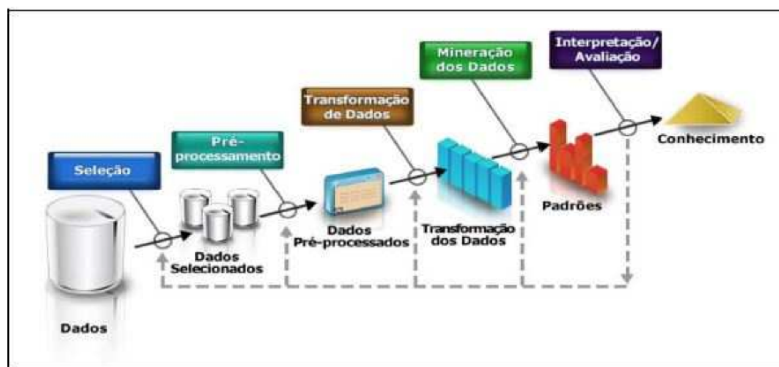 Interpretação/
Avaliação
Mineração
dos Dados
Transformação
de Dados
Pré-
processamento
Seleção
Conhecimento
Padrões
Transformação
dos Dados
Dados
Pré-processados
Dados
Selecionados
Dados